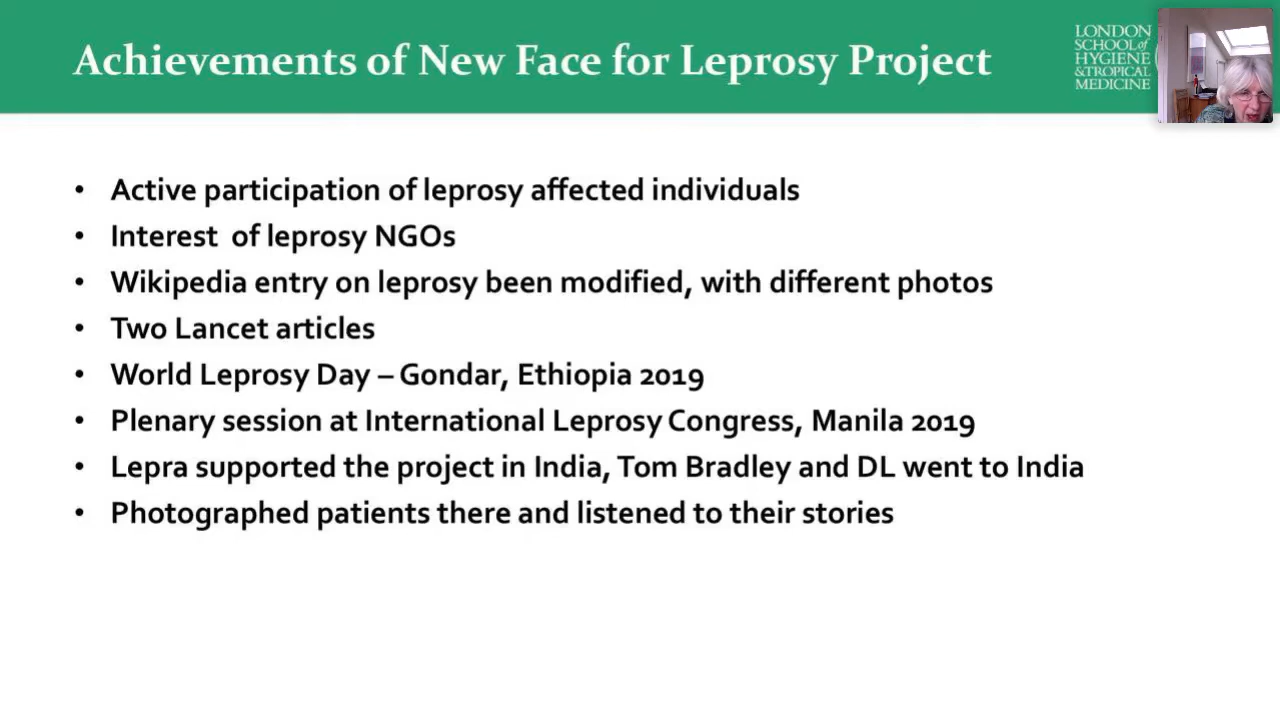 Achievements of New Face for Leprosy Project
LONDON
SCHOOL of
HYGIENE
& TROPICAL
MEDICINE
• Active participation of leprosy affected individuals
• Interest of leprosy NGOs
• Wikipedia entry on leprosy been modified, with different photos
• Two Lancet articles
• World Leprosy Day – Gondar, Ethiopia 2019
• Plenary session at International Leprosy Congress, Manila 2019
• Lepra supported the project in India, Tom Bradley and DL went to India
• Photographed patients there and listened to their stories